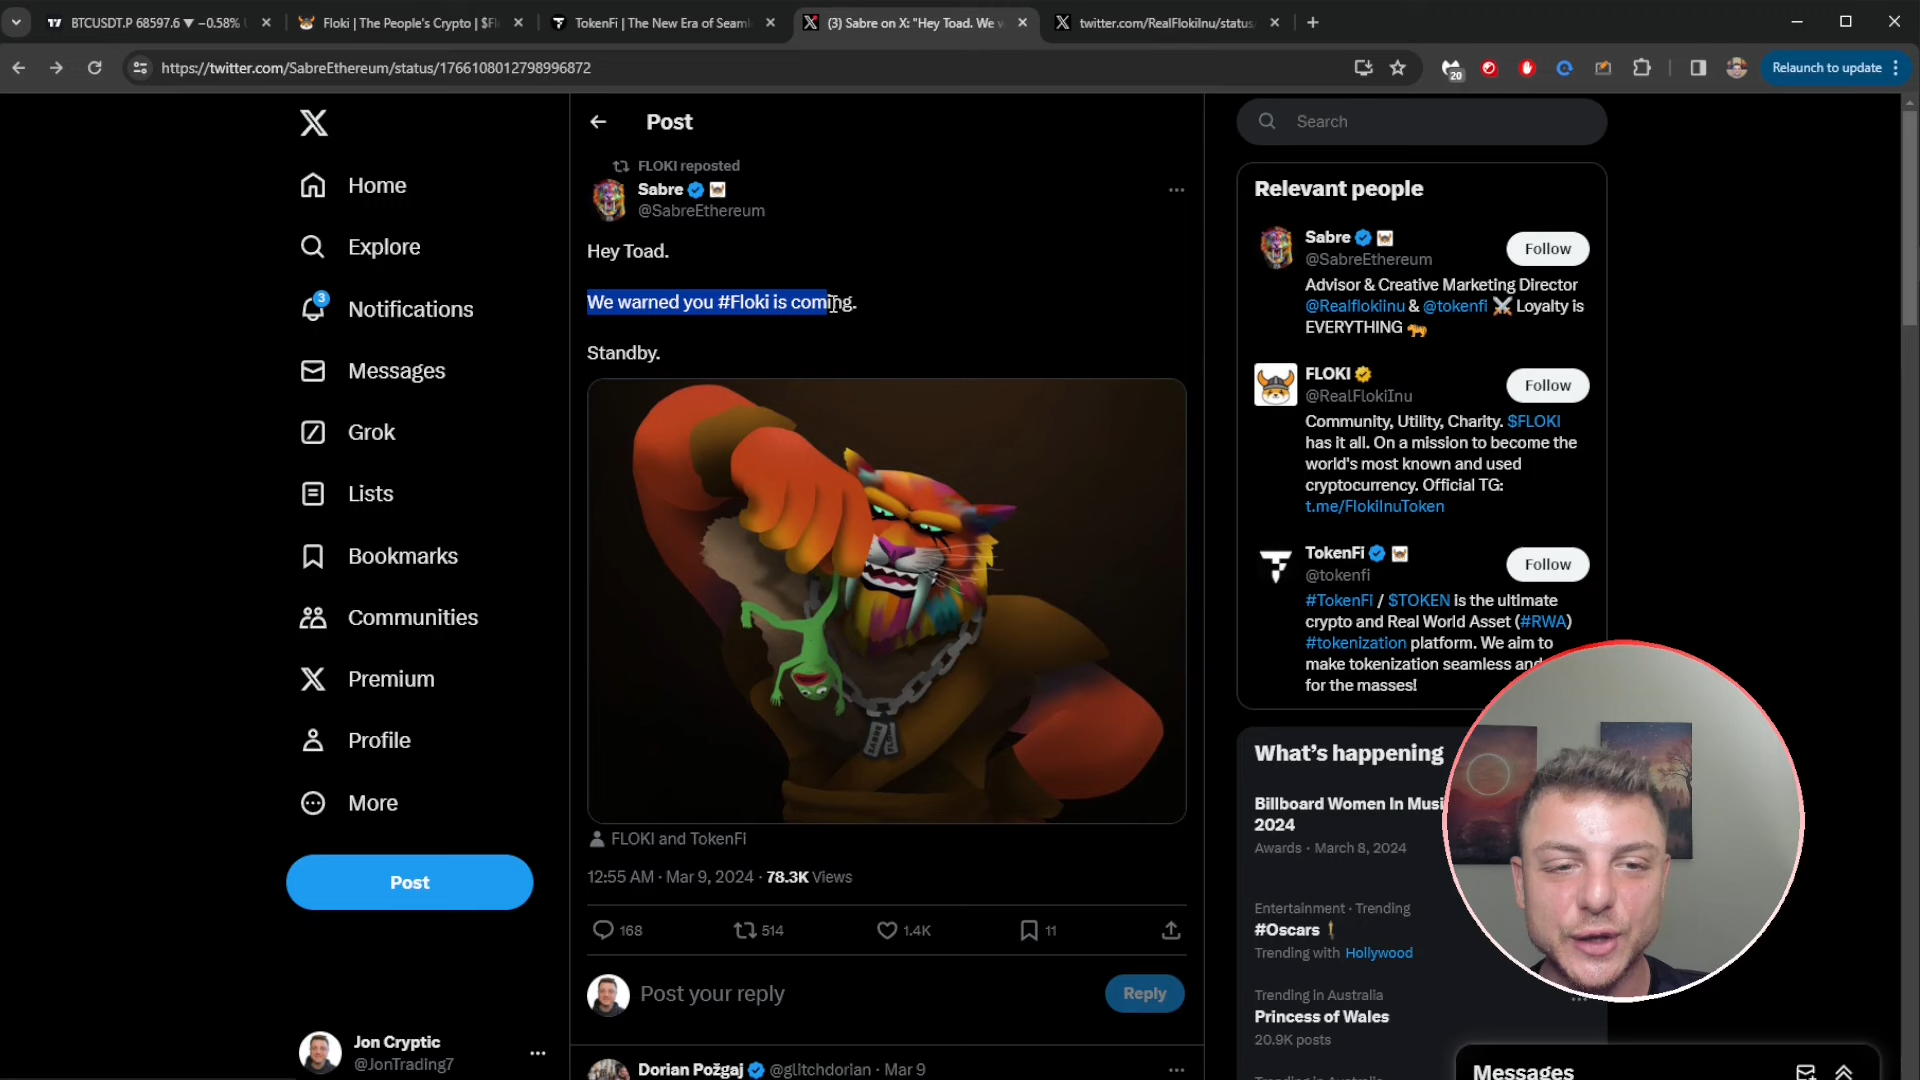 BTCUSDT.P 68597.6 ▼ −0.58%
Floki | The People's Crypto | $Fl
TokenFi | The New Era of Seaml
(3) Sabre on X: "Hey Toad. We w
twitter.com/RealFlokiInu/status
https://twitter.com/SabreEthereum/status/1766108012798996872
20
Relaunch to update
Home
Explore
3
Notifications
Messages
Grok
Lists
Bookmarks
Communities
Premium
Profile
More
Post
Jon Cryptic
@JonTrading7
Post
FLOKI reposted
Sabre
@SabreEthereum
Hey Toad.
We warned you #Floki is coming.
Standby.
SABRE
FLOKI
FLOKI and TokenFi
12:55 AM · Mar 9, 2024 · 78.3K Views
168
514
1.4K
11
Post your reply
Reply
Dorian Požgaj @glitchdorian · Mar 9
Search
Relevant people
Sabre
@SabreEthereum
Follow
Advisor & Creative Marketing Director
@Realflokiinu & @tokenfi ⚔️ Loyalty is
EVERYTHING 🐅
FLOKI
@RealFlokiInu
Follow
Community, Utility, Charity. $FLOKI
has it all. On a mission to become the
world's most known and used
cryptocurrency. Official TG:
t.me/FlokiInuToken
TokenFi
@tokenfi
Follow
#TokenFi / $TOKEN is the ultimate
crypto and Real World Asset (#RWA)
#tokenization platform. We aim to
make tokenization seamless and
for the masses!
What's happening
Billboard Women In Musi
2024
Awards · March 8, 2024
Entertainment · Trending
#Oscars
Trending with Hollywood
Trending in Australia
Princess of Wales
20.9K posts
Messages